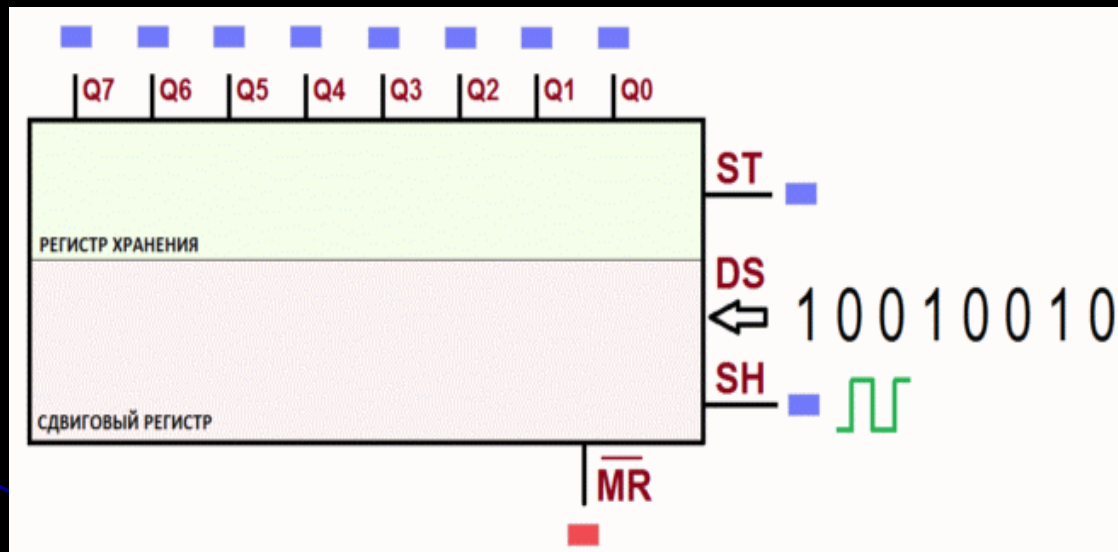 Q7 Q6 Q5 Q4 Q3 Q2 Q1 Q0
ST
РЕГИСТР ХРАНЕНИЯ
DS
1 0 0 1 0 0 1 0
SH
СДВИГОВЫЙ РЕГИСТР
MR